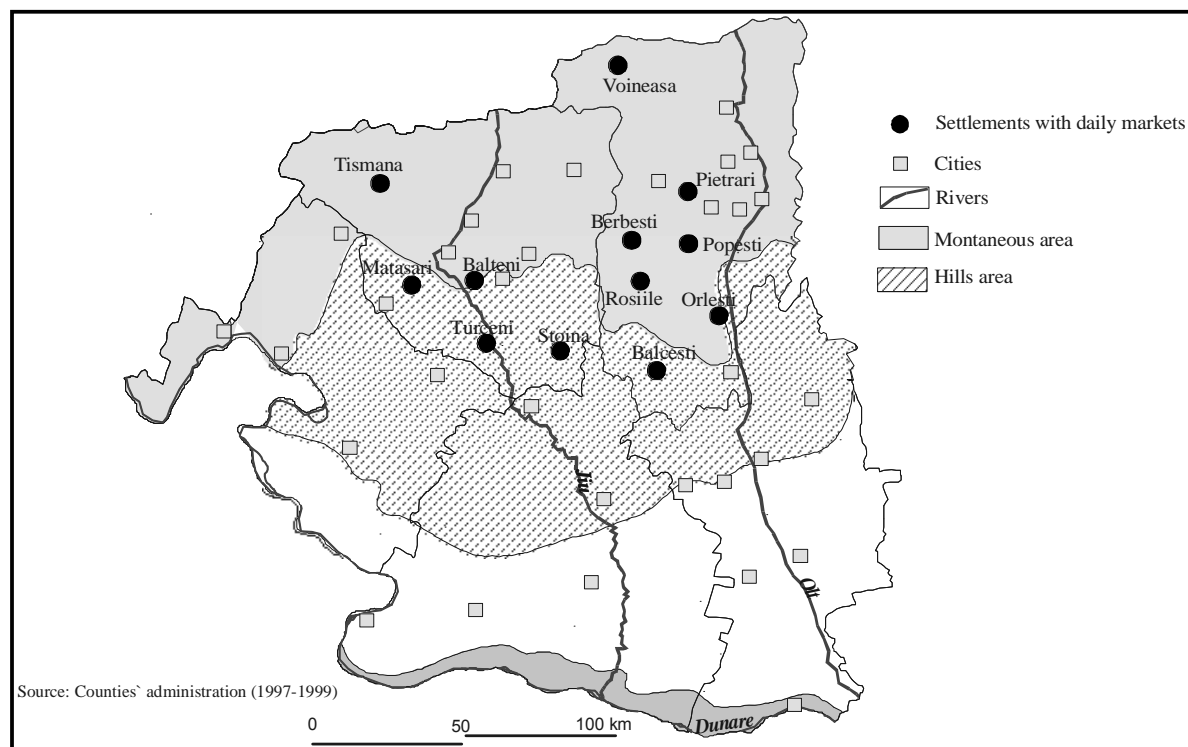 Voineasa
Settlements with daily markets
Tismana
Cities
Pietrari
Rivers
Berbesti
Popesti
Montaneous area
Matasari
Balteni
Hills area
Rosiile
Orlesti
Turceni
Stoina
Balcesti
Jiu
Olt
Source: Counties` administration (1997-1999)
Dunare
0
50
100 km